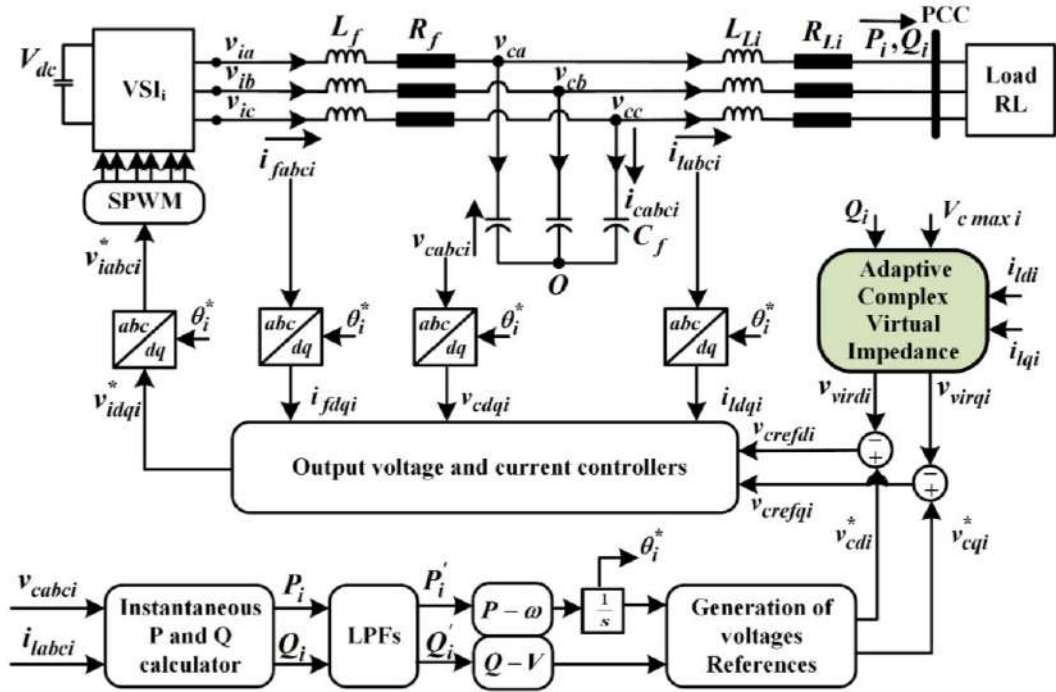 V_dc
VSI_i
v_ia
v_ib
v_ic
L_f
R_f
v_ca
v_cb
v_cc
L_Li
R_Li
P_i, Q_i
PCC
Load
RL
i_fabci
i_labci
i_cabci
C_f
v_cabci
O
SPWM
v*_iabci
abc
dq
θ*_i
abc
dq
θ*_i
abc
dq
θ*_i
abc
dq
θ*_i
v*_idqi
i_fdqi
v_cdqi
i_ldqi
Q_i
V_c max i
Adaptive
Complex
Virtual
Impedance
i_ldi
i_lqi
v_virdi
v_virqi
Output voltage and current controllers
v_crefdi
v_crefqi
−
+
−
+
v*_cdi
v*_cqi
v_cabci
i_labci
Instantaneous
P and Q
calculator
P_i
Q_i
LPFs
P'_i
Q'_i
P − ω
Q − V
1
s
θ*_i
Generation of
voltages
References